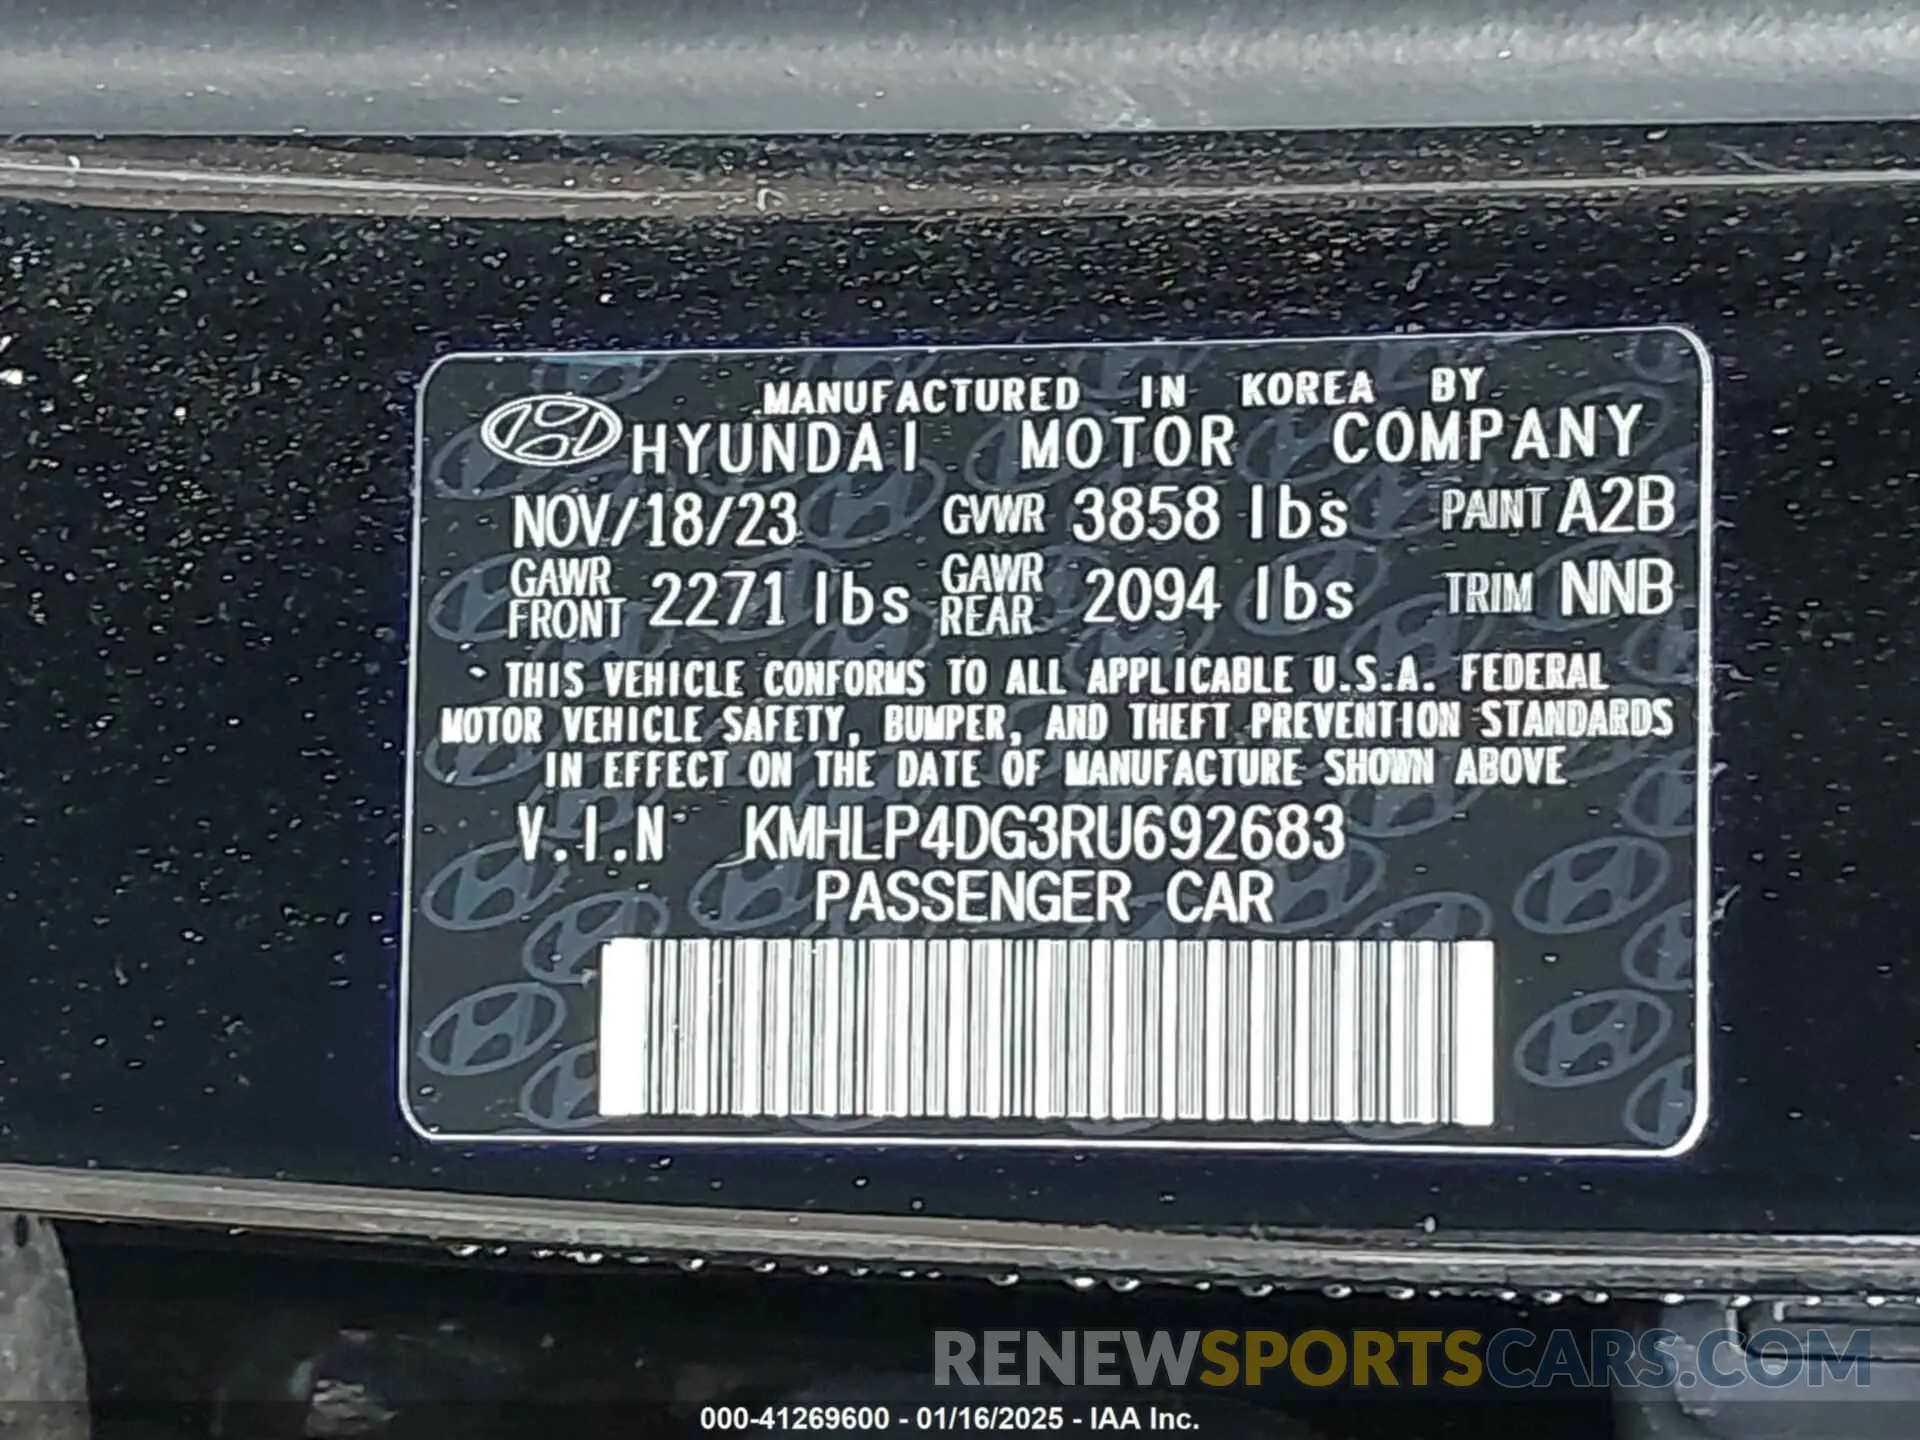 MANUFACTURED IN KOREA BY
HYUNDAI MOTOR COMPANY
NOV/18/23 GVWR 3858 lbs PAINT A2B
GAWR FRONT 2271 lbs GAWR REAR 2094 lbs TRIM NNB
THIS VEHICLE CONFORMS TO ALL APPLICABLE U.S.A. FEDERAL
MOTOR VEHICLE SAFETY, BUMPER, AND THEFT PREVENTION STANDARDS
IN EFFECT ON THE DATE OF MANUFACTURE SHOWN ABOVE
V.I.N KMHLP4DG3RU692683
PASSENGER CAR
RENEWSPORTSCARS.COM
000-41269600 - 01/16/2025 - IAA Inc.